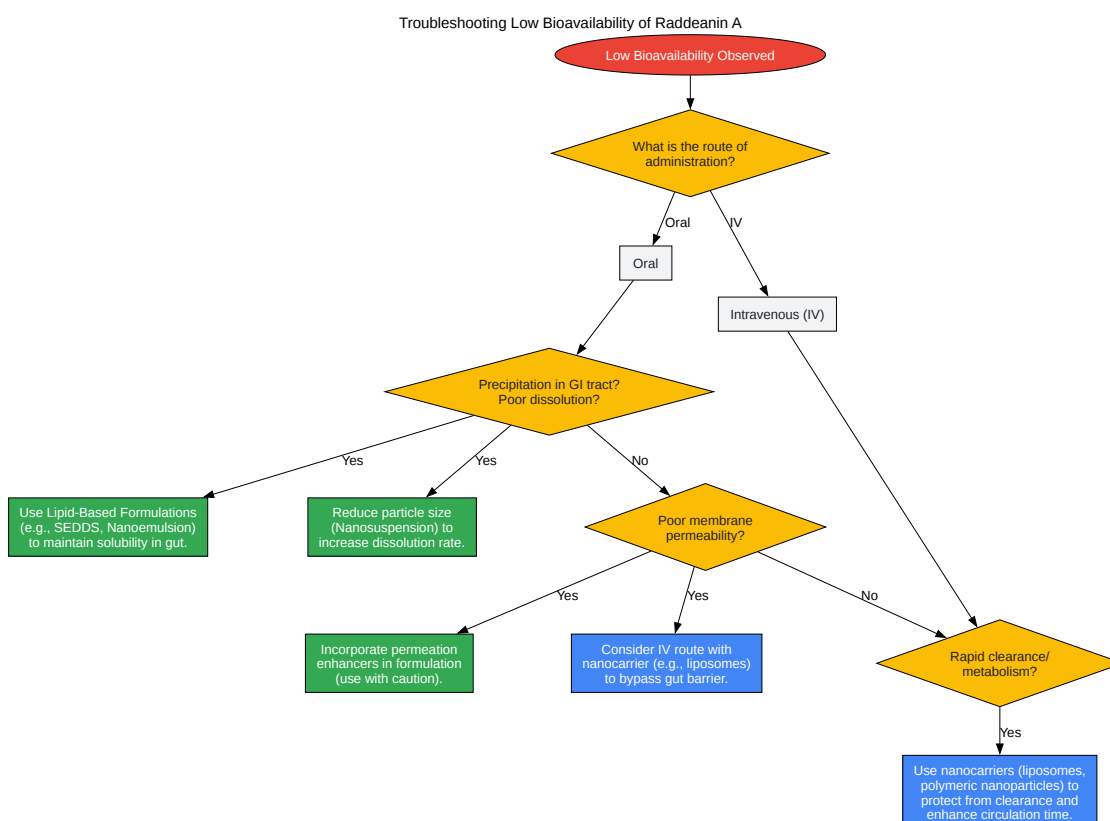 Troubleshooting Low Bioavailability of Raddeanin A
Low Bioavailability Observed
What is the route of
administration?
Oral
IV
Oral
Intravenous (IV)
Precipitation in GI tract?
Poor dissolution?
Yes
Yes
No
Use Lipid-Based Formulations
(e.g., SEDDS, Nanoemulsion)
to maintain solubility in gut.
Reduce particle size
(Nanosuspension) to
increase dissolution rate.
Poor membrane
permeability?
Yes
Yes
No
Incorporate permeation
enhancers in formulation
(use with caution).
Consider IV route with
nanocarrier (e.g., liposomes)
to bypass gut barrier.
Rapid clearance/
metabolism?
Yes
Use nanocarriers (liposomes,
polymeric nanoparticles) to
protect from clearance and
enhance circulation time.